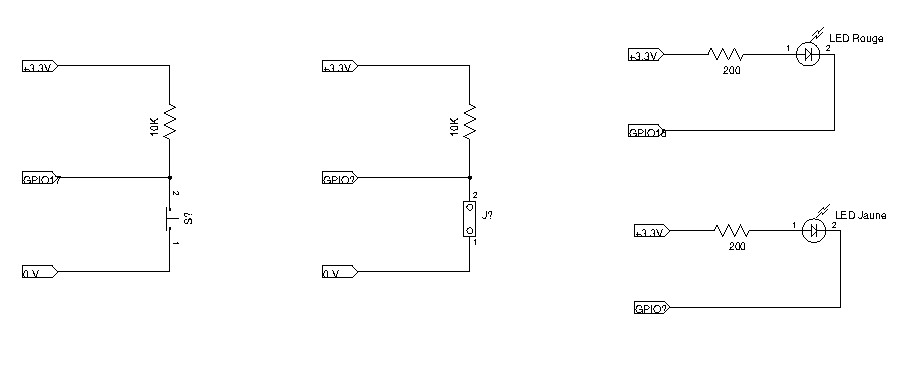 +3.3V
10K
GPIO17
2
S?
1
0 V
+3.3V
10K
GPIO?
2
J?
1
0 V
LED Rouge
+3.3V
200
1
2
GPIO18
LED Jaune
+3.3V
200
1
2
GPIO?